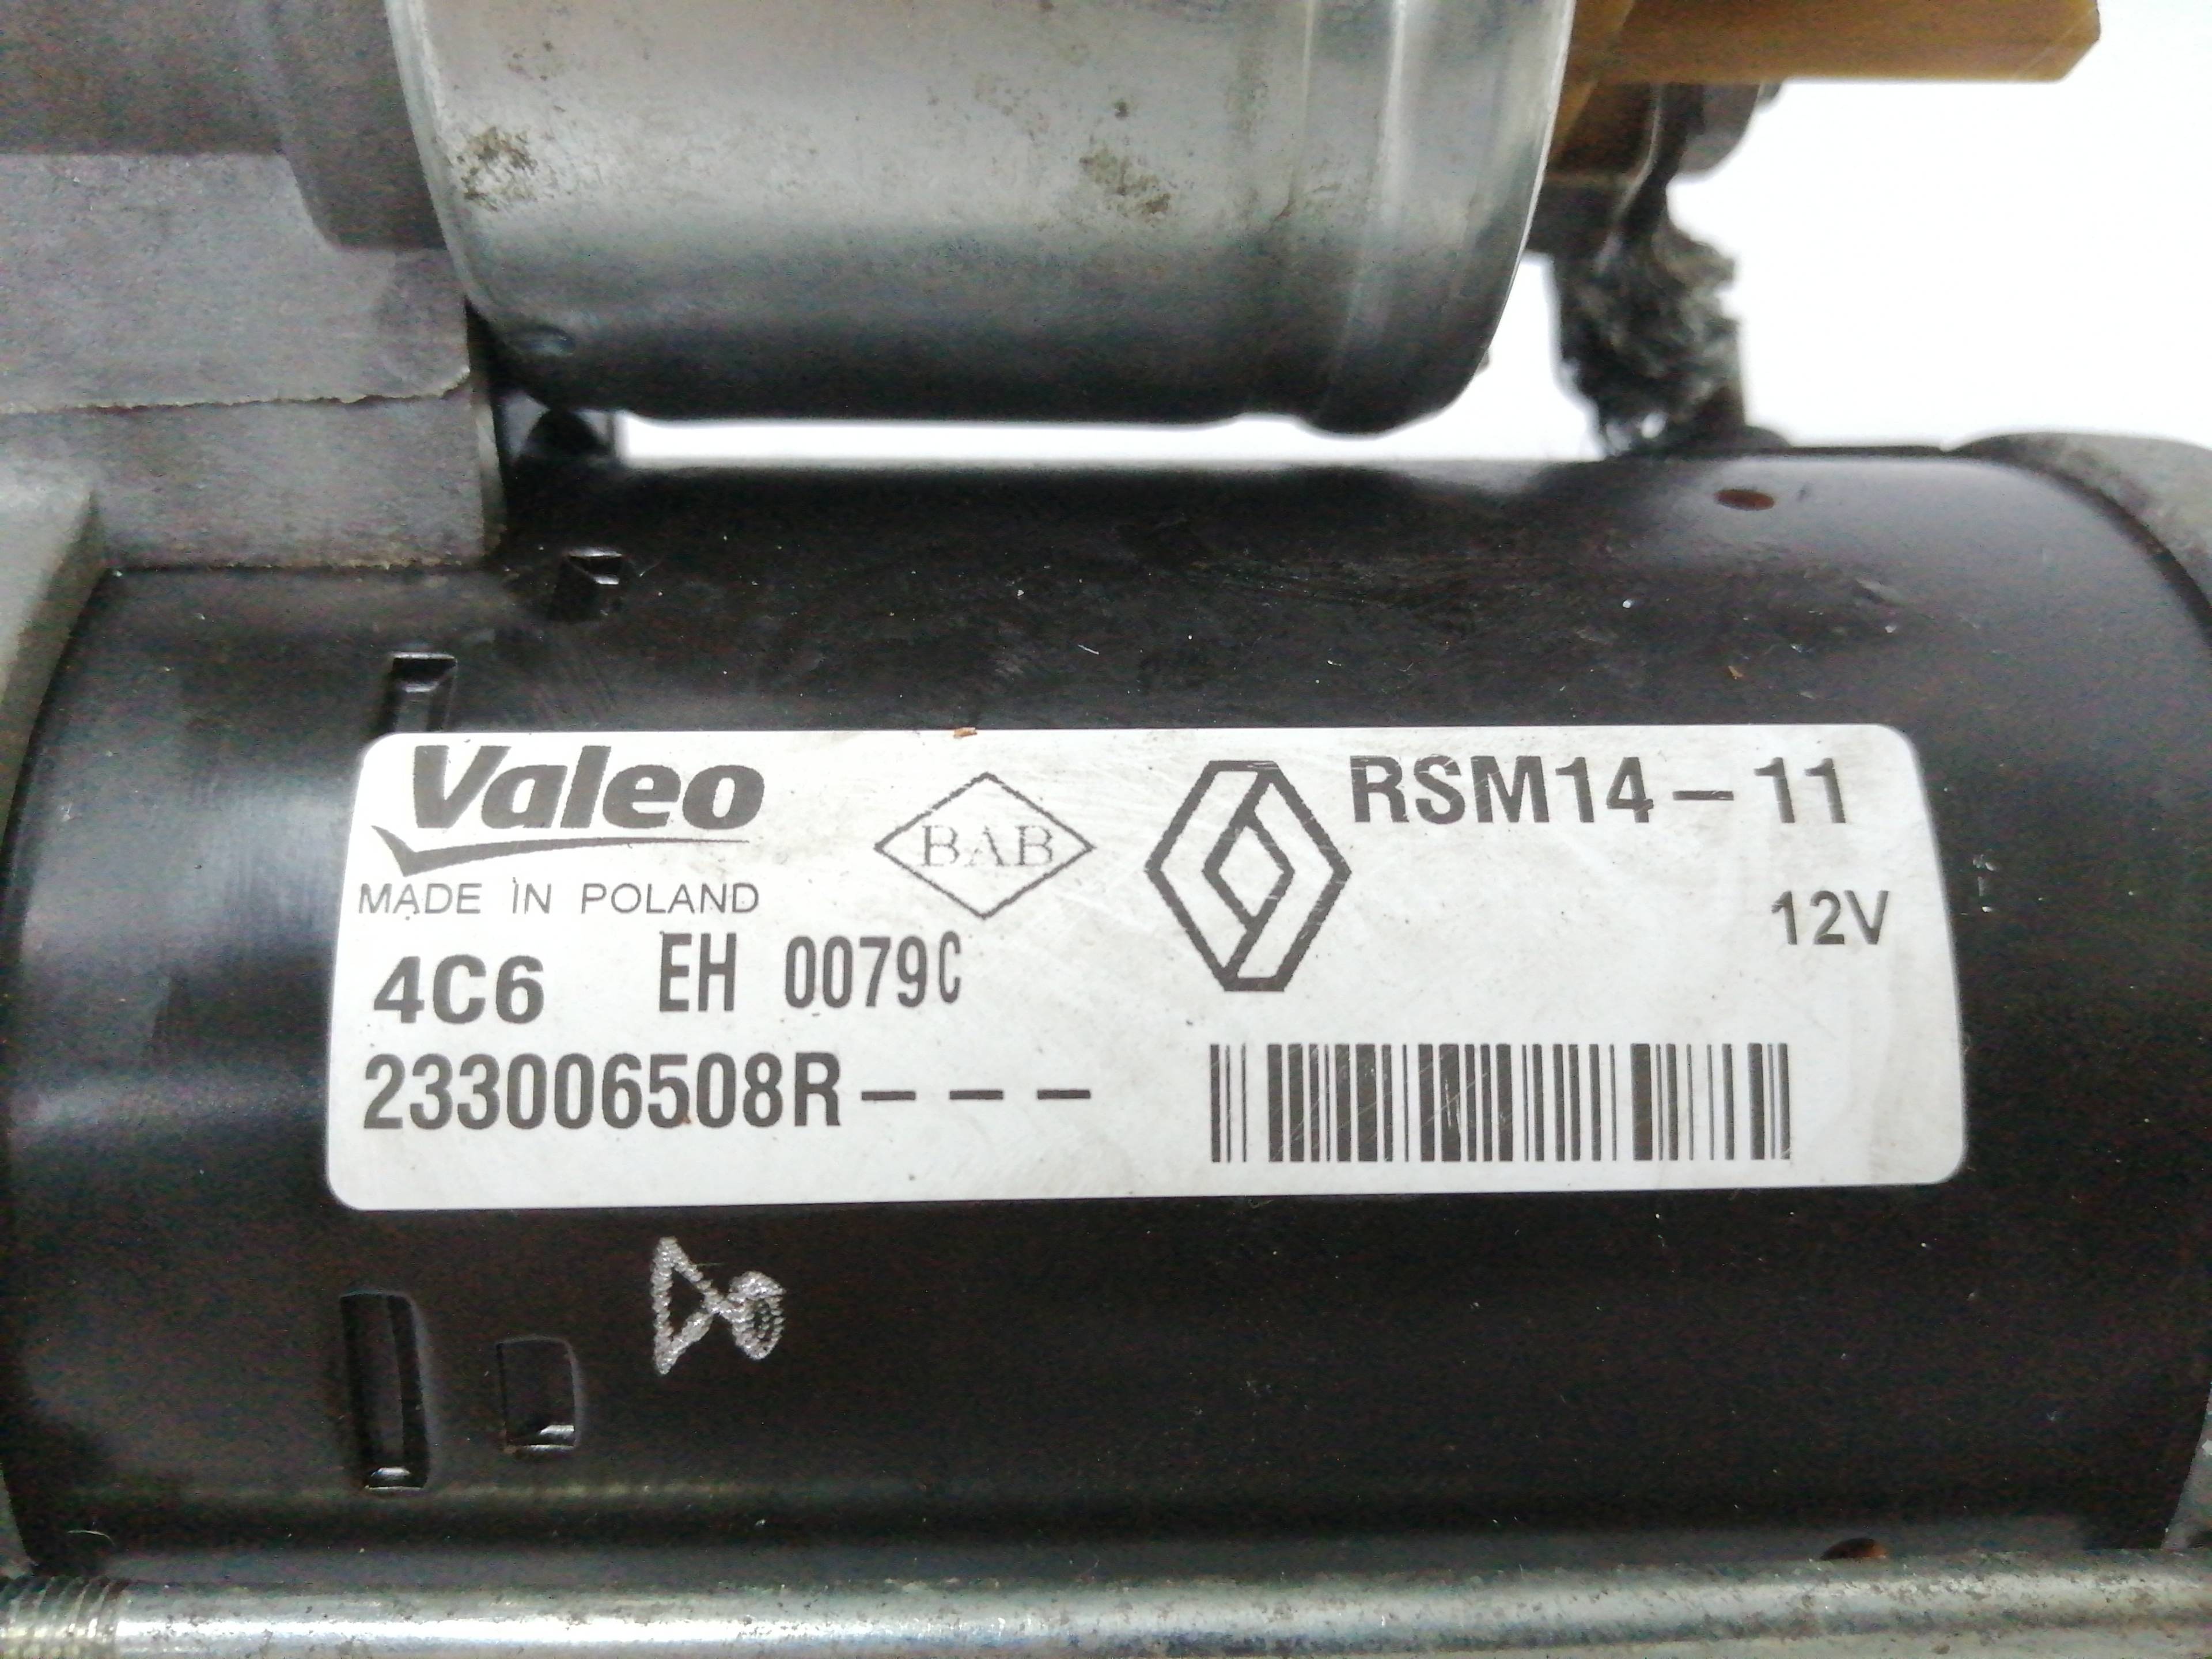 Valeo
MADE IN POLAND
BAB
RSM14-11
12V
4C6 EH 0079C
233006508R---